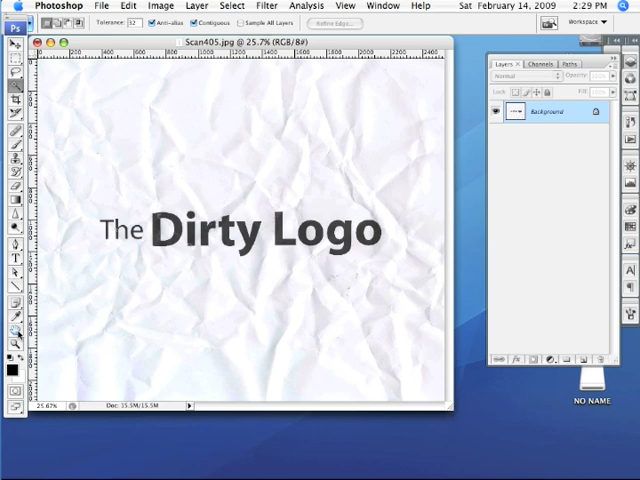 Photoshop File Edit Image Layer Select Filter Analysis View Window Help Sat February 14, 2009 2:29 PM
Tolerance: 32 Anti-alias Contiguous Sample All Layers Refine Edge... Workspace
Ps
Scan405.jpg @ 25.7% (RGB/8#)
Layers Channels Paths
Normal Opacity:
Lock: Fill:
Background
The Dirty Logo
25.67% Doc: 15.5M/15.5M
NO NAME